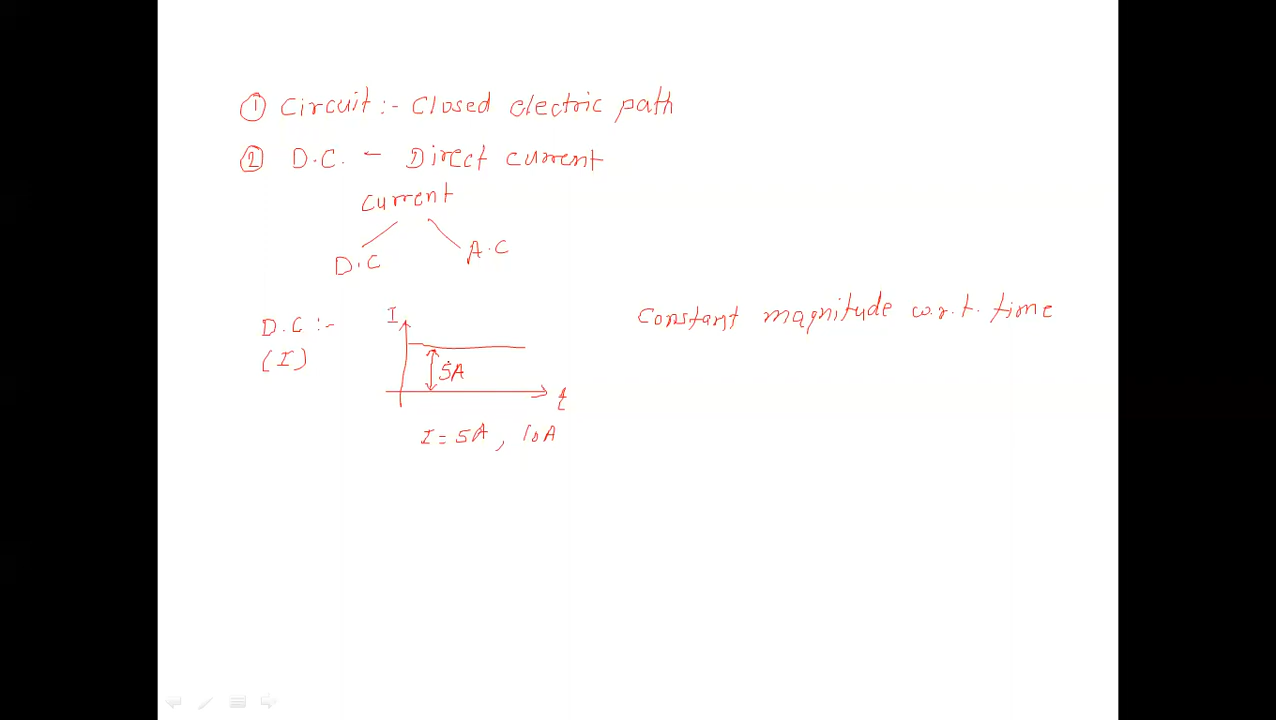 ① Circuit :- Closed electric path
② D.C. - Direct current
Current
D.C A.C
D.C :-
(I)
I
5A
t
I = 5A, 10A
Constant magnitude w.r.t. time